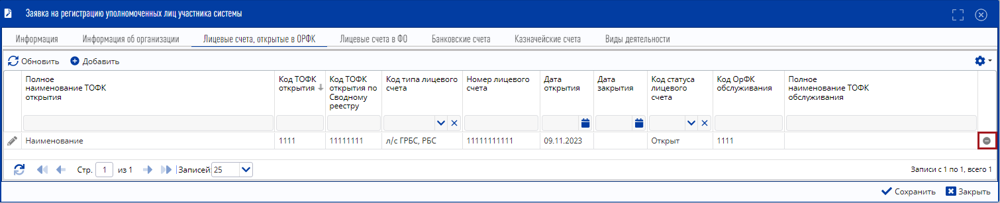 Заявка на регистрацию уполномоченных лиц участника системы
Информация Информация об организации Лицевые счета, открытые в ОРФК Лицевые счета в ФО Банковские счета Казначейские счета Виды деятельности
Обновить Добавить
Полное наименование ТОФК открытия
Код ТОФК открытия
Код ТОФК открытия по Сводному реестру
Код типа лицевого счета
Номер лицевого счета
Дата открытия
Дата закрытия
Код статуса лицевого счета
Код ОрФК обслуживания
Полное наименование ТОФК обслуживания
Наименование 1111 11111111 л/с ГРБС, РБС 11111111111 09.11.2023 Открыт 1111
Стр. 1 из 1 Записей: 25 Записи с 1 по 1, всего 1
Сохранить Закрыть